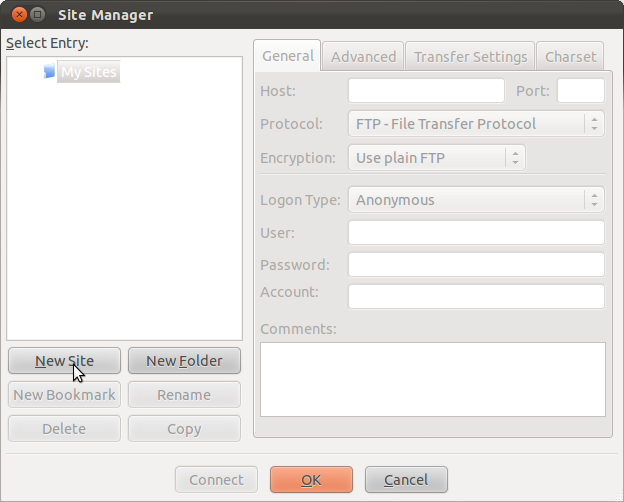 Site Manager
Select Entry:
My Sites
New Site
New Folder
New Bookmark
Rename
Delete
Copy
General
Advanced
Transfer Settings
Charset
Host:
Port:
Protocol:
FTP - File Transfer Protocol
Encryption:
Use plain FTP
Logon Type:
Anonymous
User:
Password:
Account:
Comments:
Connect
OK
Cancel